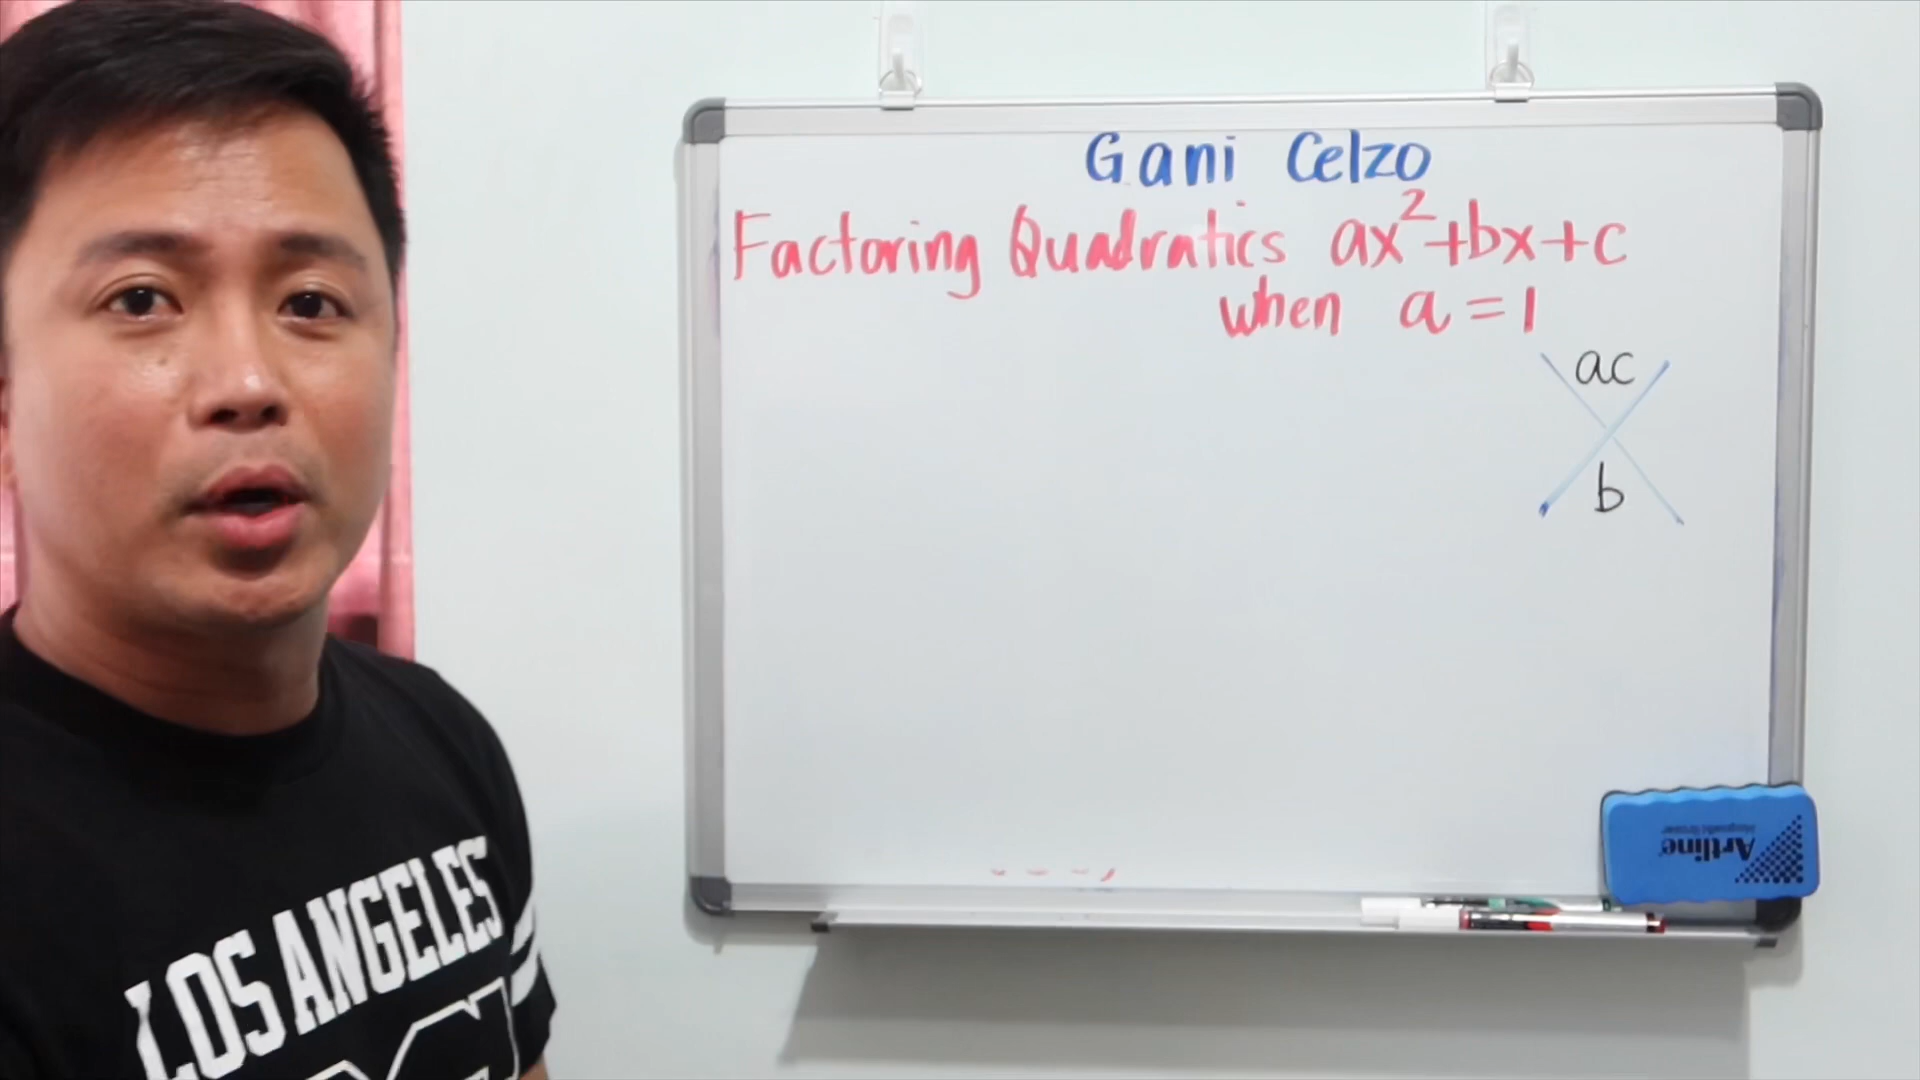 Gani Celzo
Factoring Quadratics ax²+bx+c
when a = 1
ac
b
Artline
LOS ANGELES